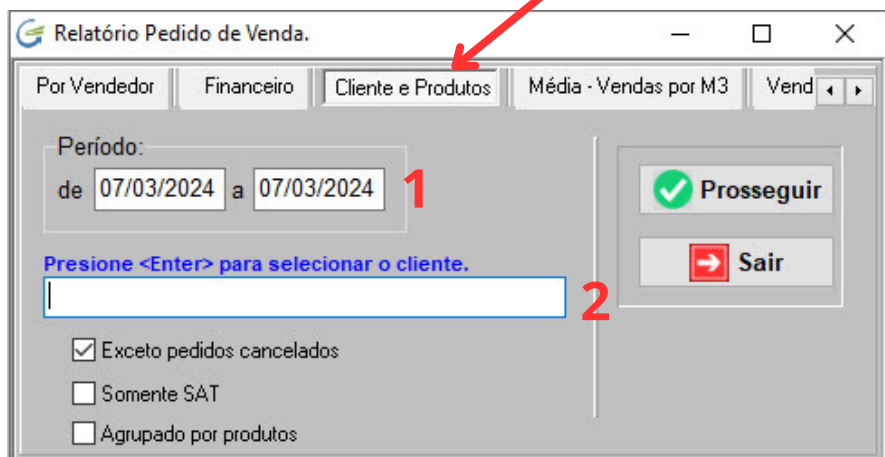 Relatório Pedido de Venda.
Por Vendedor Financeiro Cliente e Produtos Média - Vendas por M3 Vend
Período:
de 07/03/2024 a 07/03/2024 1
Prosseguir
Presione <Enter> para selecionar o cliente.
Sair
2
Exceto pedidos cancelados
Somente SAT
Agrupado por produtos